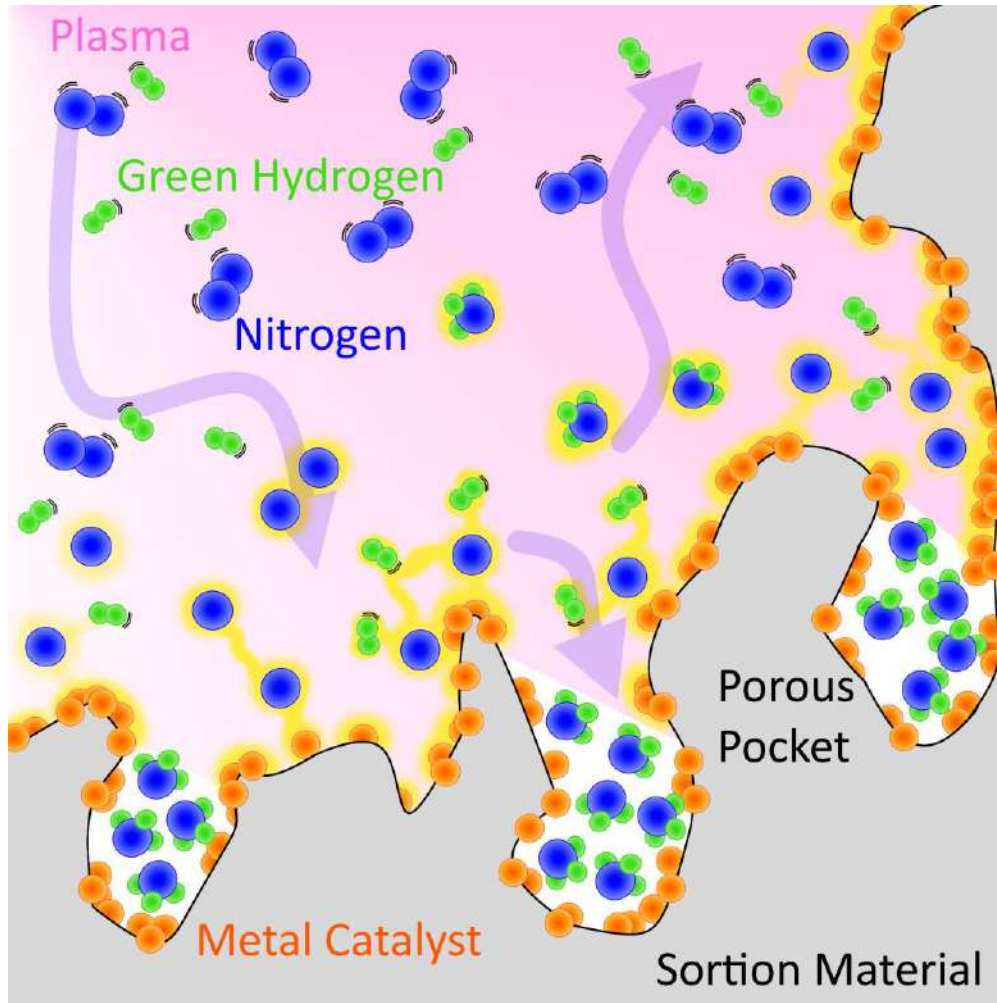 Plasma
Green Hydrogen
Nitrogen
Porous
Pocket
Metal Catalyst
Sortion Material